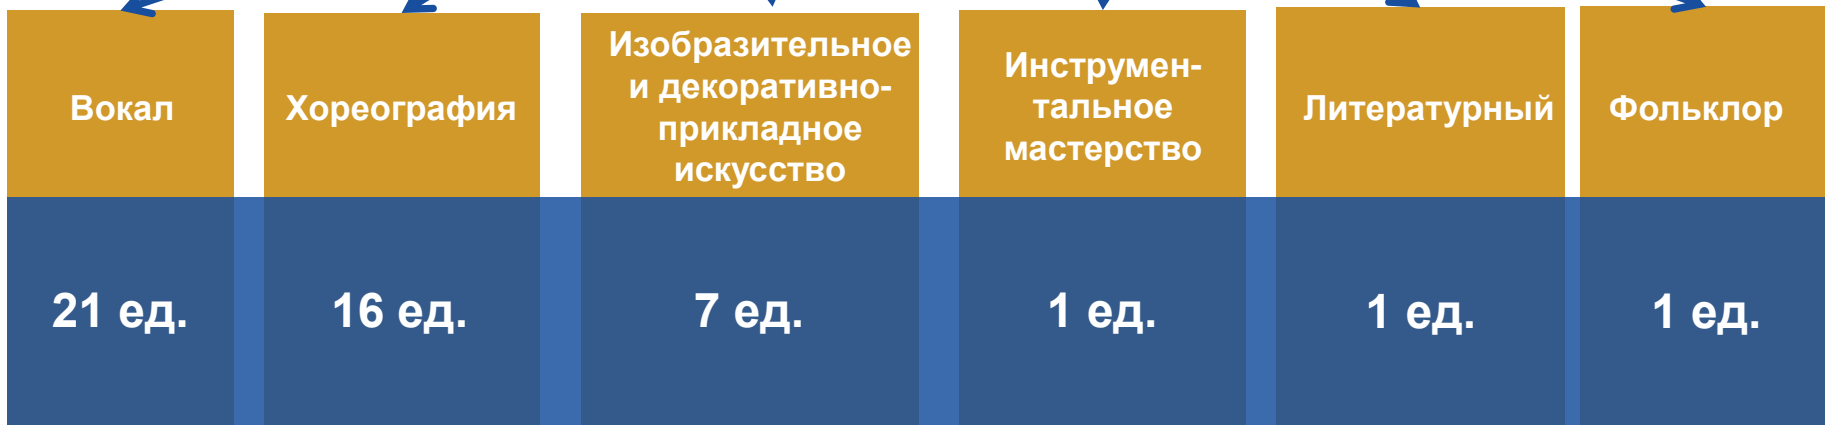 Вокал
Хореография
Изобразительное
и декоративно-
прикладное
искусство
Инструмен-
тальное
мастерство
Литературный
Фольклор
21 ед.
16 ед.
7 ед.
1 ед.
1 ед.
1 ед.